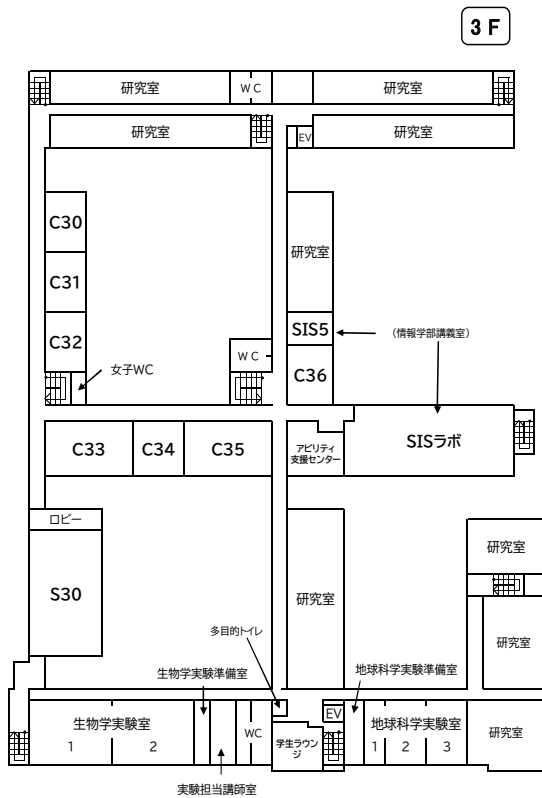 3F
研究室
WC
研究室
研究室
EV
研究室
C30
研究室
C31
SIS5
(情報学部講義室)
C32
WC
女子WC
C36
C33
C34
C35
アビリティ
支援センター
SISラボ
ロビー
研究室
S30
研究室
研究室
多目的トイレ
生物学実験準備室
地球科学実験準備室
生物学実験室
1
2
WC
EV
学生ラウン
ジ
地球科学実験室
1
2
3
研究室
実験担当講師室